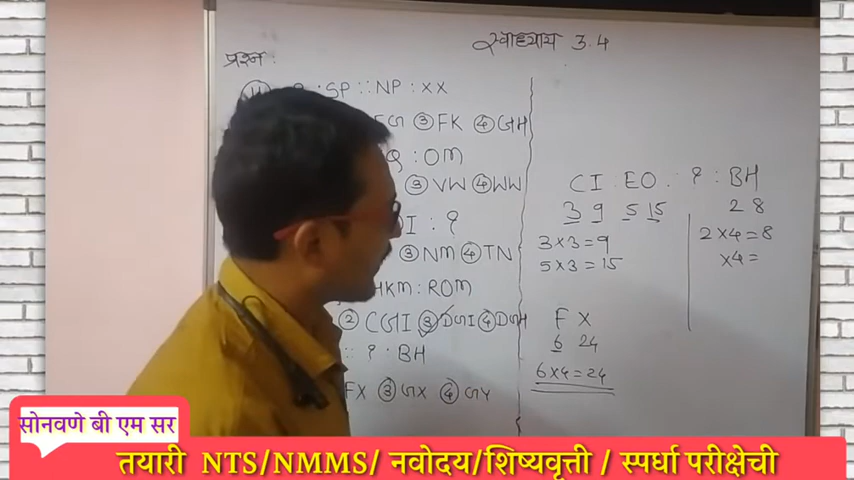 स्वाध्याय 3.4
प्रश्न :
SP :: NP : XX
③ FK ④ GH
: OM
③ VW ④ WW
I : ?
③ NM ④ TN
HKM : ROM
② CGI ③ DGI ④ DGH
:: ? : BH
FX ③ GX ④ GY
CI : EO :: ? : BH
3 9 5 15
2 8
3×3=9
5×3=15
2×4=8
×4=
F X
6 24
6×4=24
सोनवणे बी एम सर
तयारी NTS/NMMS/ नवोदय/शिष्यवृत्ती / स्पर्धा परीक्षेची